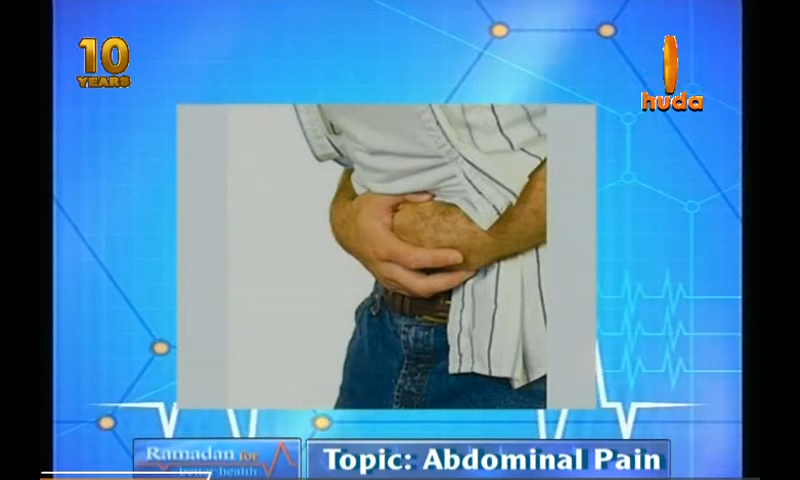 10
YEARS
huda
Ramadan for
better health
Topic: Abdominal Pain